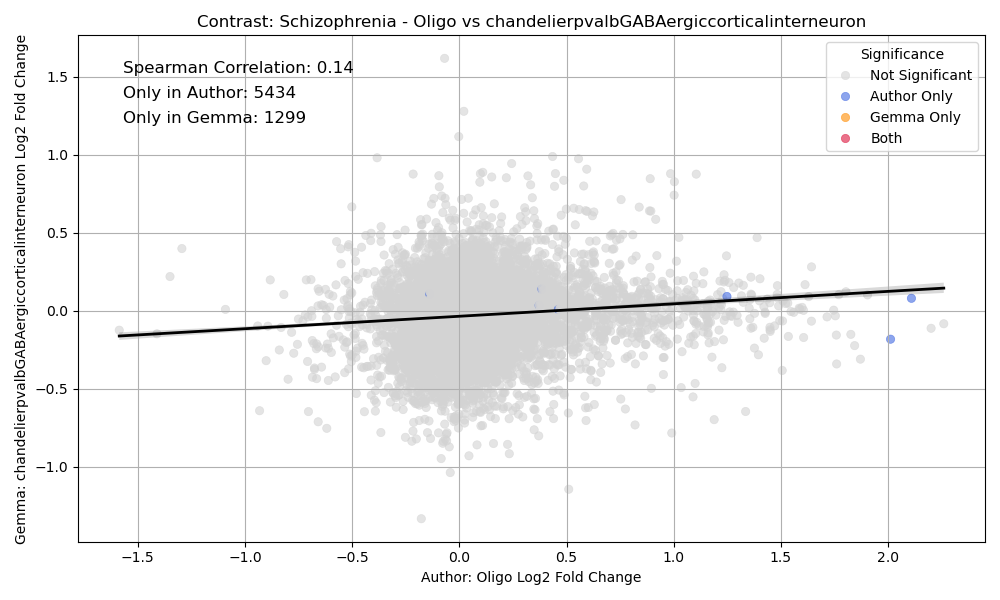 Contrast: Schizophrenia - Oligo vs chandelierpvalbGABAergiccorticalinterneuron
Spearman Correlation: 0.14
Only in Author: 5434
Only in Gemma: 1299
Significance
Not Significant
Author Only
Gemma Only
Both
Gemma: chandelierpvalbGABAergiccorticalinterneuron Log2 Fold Change
1.5
1.0
0.5
0.0
−0.5
−1.0
−1.5
−1.0
−0.5
0.0
0.5
1.0
1.5
2.0
Author: Oligo Log2 Fold Change